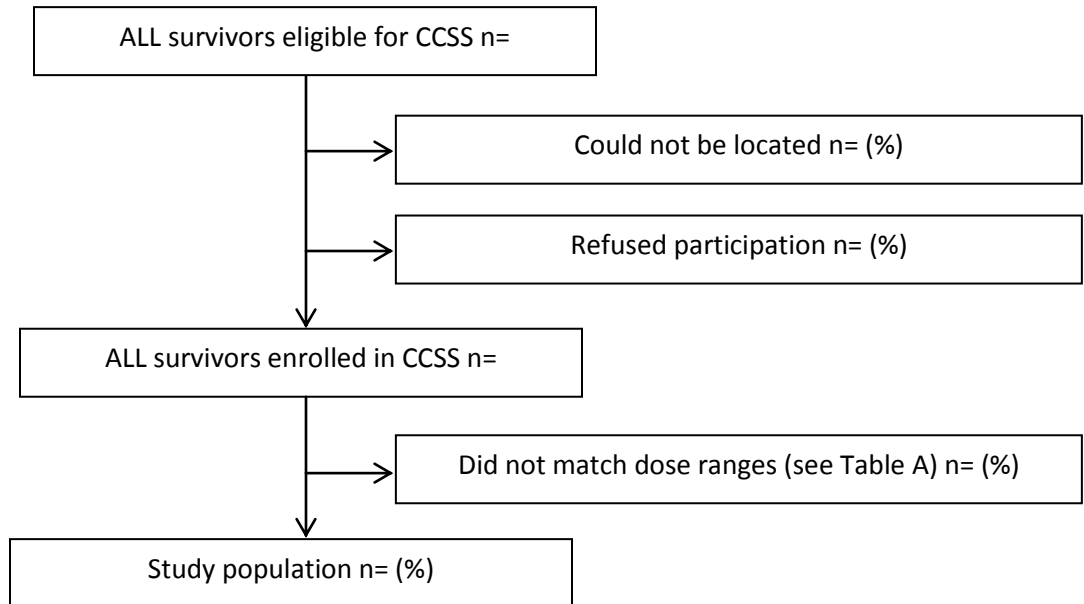 ALL survivors eligible for CCSS n=
Could not be located n= (%)
Refused participation n= (%)
ALL survivors enrolled in CCSS n=
Did not match dose ranges (see Table A) n= (%)
Study population n= (%)